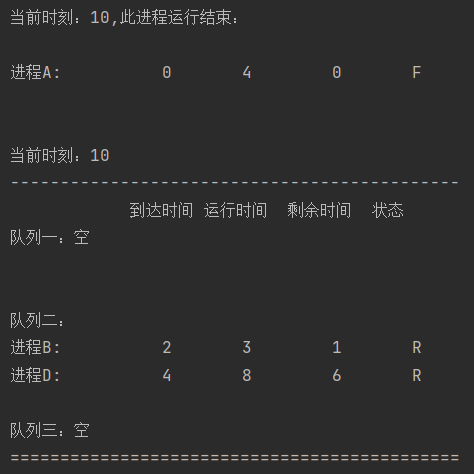 当前时刻：10,此进程运行结束：
进程A:  0  4  0  F
当前时刻：10
---------------------------------------------
到达时间 运行时间  剩余时间  状态
队列一：空
队列二：
进程B:  2  3  1  R
进程D:  4  8  6  R
队列三：空
=============================================